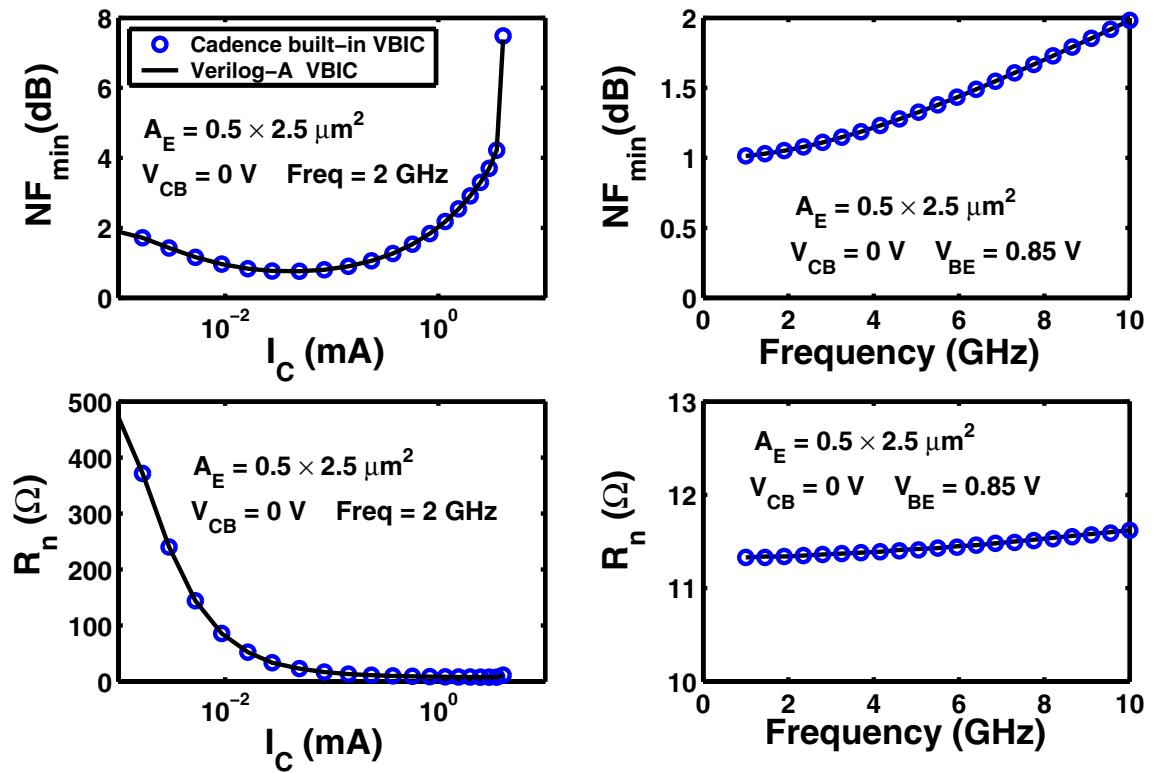 8
6
4
2
0
NF_min (dB)
Cadence built−in VBIC
Verilog−A VBIC
A_E = 0.5 × 2.5 μm²
V_CB = 0 V Freq = 2 GHz
10⁻² 10⁰
I_C (mA)
2
1.5
1
0.5
0
NF_min (dB)
A_E = 0.5 × 2.5 μm²
V_CB = 0 V V_BE = 0.85 V
0 2 4 6 8 10
Frequency (GHz)
500
400
300
200
100
0
R_n (Ω)
A_E = 0.5 × 2.5 μm²
V_CB = 0 V Freq = 2 GHz
10⁻² 10⁰
I_C (mA)
13
12
11
10
R_n (Ω)
A_E = 0.5 × 2.5 μm²
V_CB = 0 V V_BE = 0.85 V
0 2 4 6 8 10
Frequency (GHz)